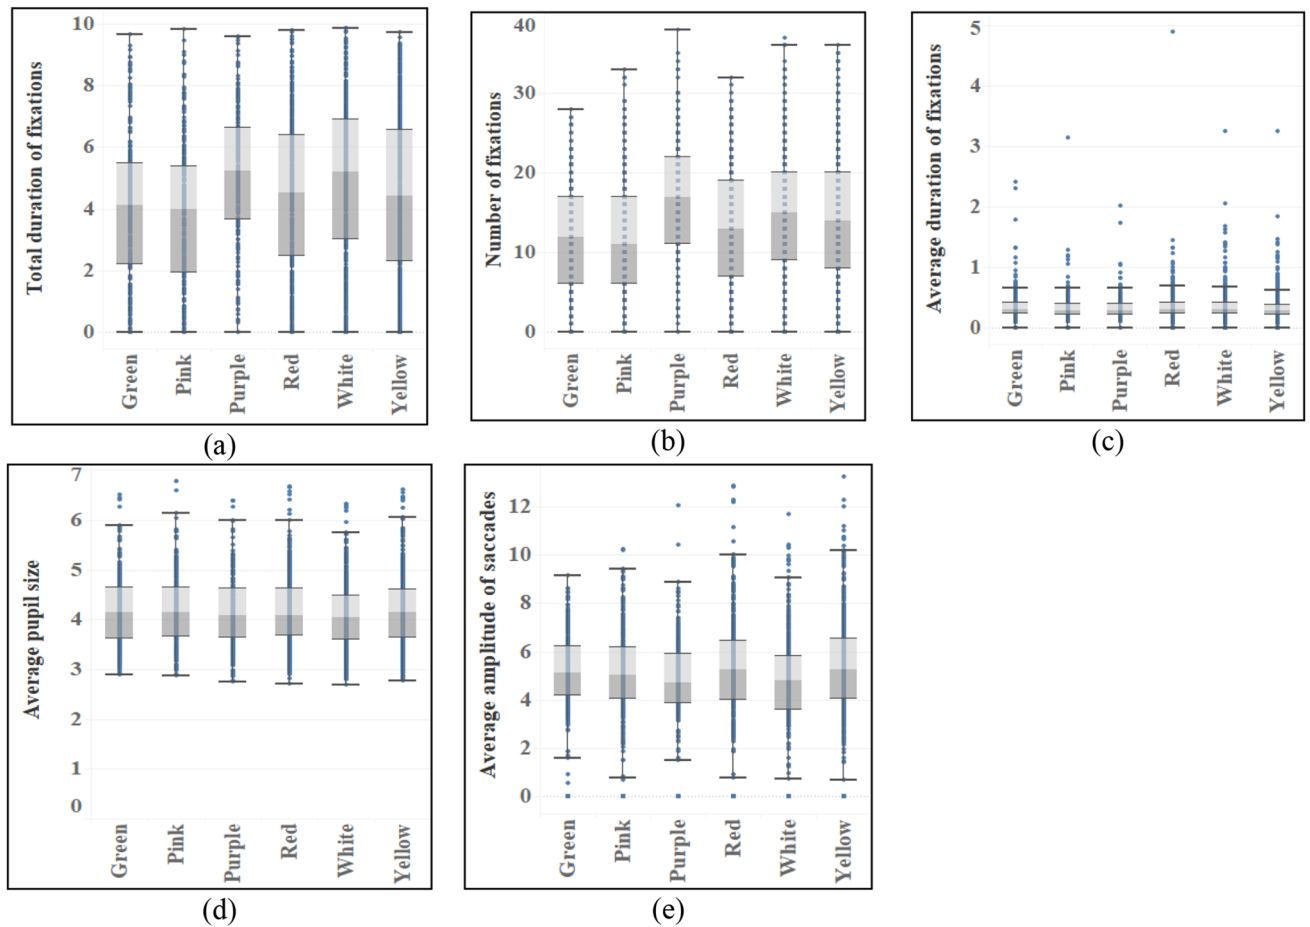 Total duration of fixations
10
8
6
4
2
0
Green
Pink
Purple
Red
White
Yellow
(a)
Number of fixations
40
30
20
10
0
Green
Pink
Purple
Red
White
Yellow
(b)
Average duration of fixations
5
4
3
2
1
0
Green
Pink
Purple
Red
White
Yellow
(c)
Average pupil size
7
6
5
4
3
2
1
0
Green
Pink
Purple
Red
White
Yellow
(d)
Average amplitude of saccades
12
10
8
6
4
2
0
Green
Pink
Purple
Red
White
Yellow
(e)